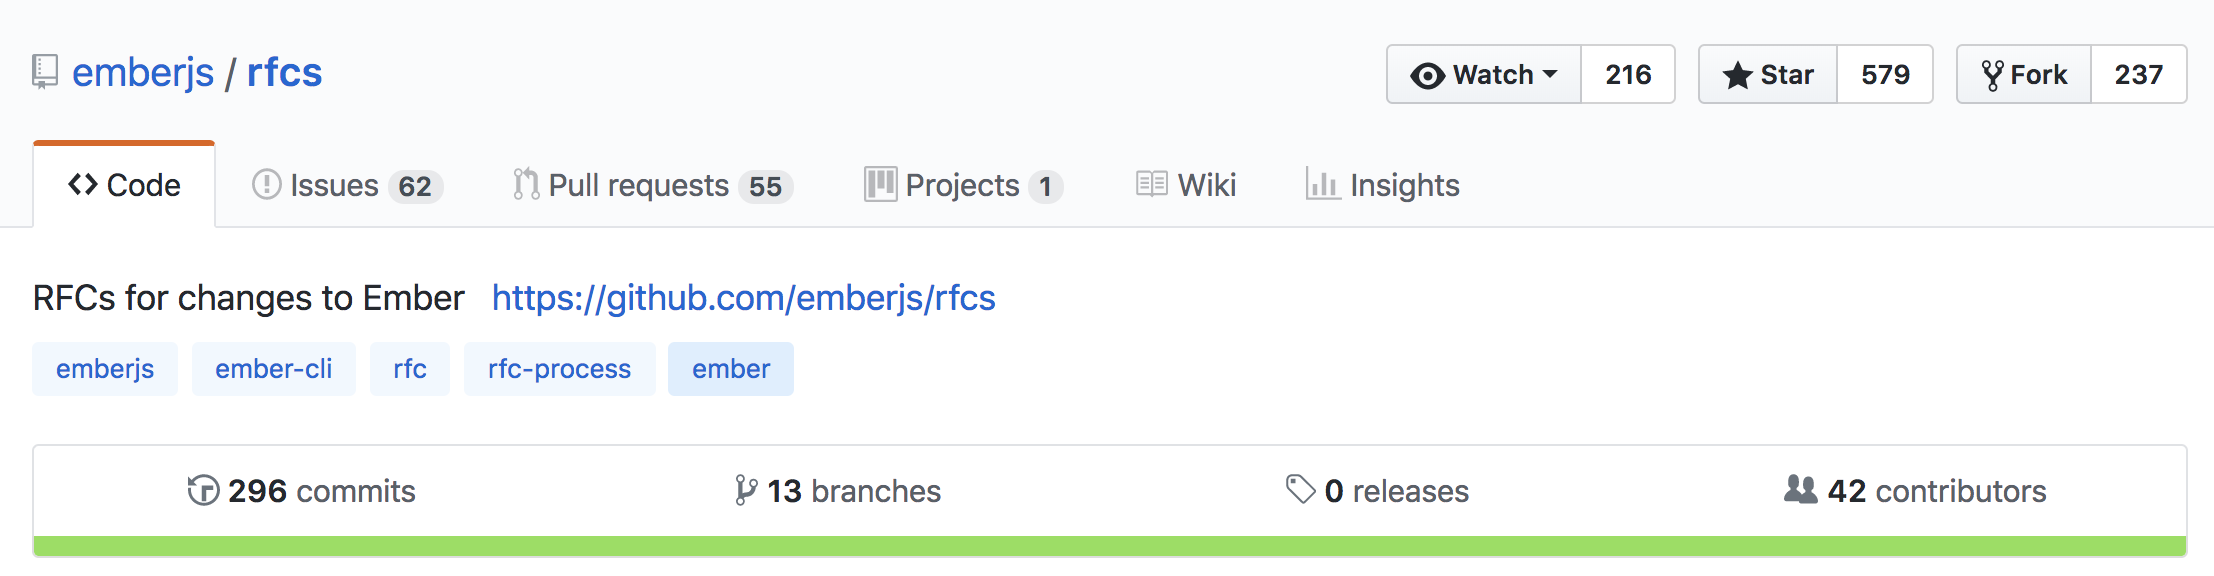 emberjs / rfcs
Watch 216 Star 579 Fork 237
Code Issues 62 Pull requests 55 Projects 1 Wiki Insights
RFCs for changes to Ember https://github.com/emberjs/rfcs
emberjs ember-cli rfc rfc-process ember
296 commits 13 branches 0 releases 42 contributors